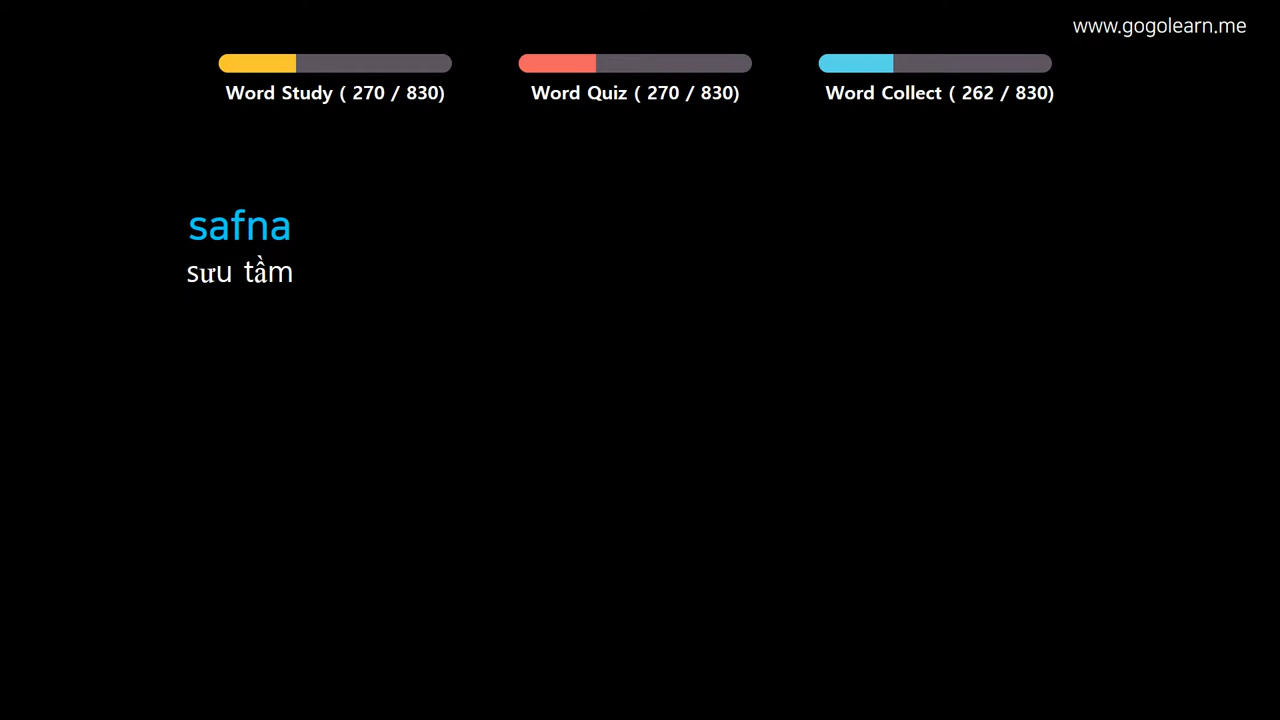 www.gogolearn.me
Word Study ( 270 / 830)
Word Quiz ( 270 / 830)
Word Collect ( 262 / 830)
safna
sưu tầm